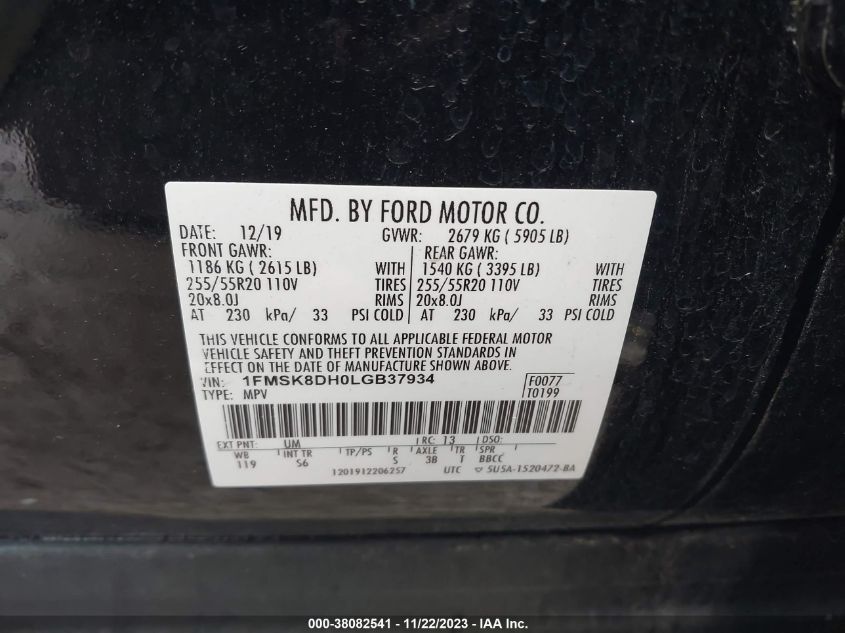 MFD. BY FORD MOTOR CO.
DATE: 12/19 GVWR: 2679 KG ( 5905 LB)
FRONT GAWR: REAR GAWR:
1186 KG ( 2615 LB) WITH 1540 KG ( 3395 LB) WITH
255/55R20 110V TIRES 255/55R20 110V TIRES
20x8.0J RIMS 20x8.0J RIMS
AT 230 kPa/ 33 PSI COLD AT 230 kPa/ 33 PSI COLD
THIS VEHICLE CONFORMS TO ALL APPLICABLE FEDERAL MOTOR
VEHICLE SAFETY AND THEFT PREVENTION STANDARDS IN
EFFECT ON THE DATE OF MANUFACTURE SHOWN ABOVE.
VIN: 1FMSK8DH0LGB37934 F0077
TYPE: MPV T0199
EXT PNT: UM RC: 13 DSO:
WB INT TR TP/PS R AXLE TR SPR
119 S6 S 3B T BBCC
1201912206257 UTC 5U5A-1520472-BA
000-38082541 - 11/22/2023 - IAA Inc.